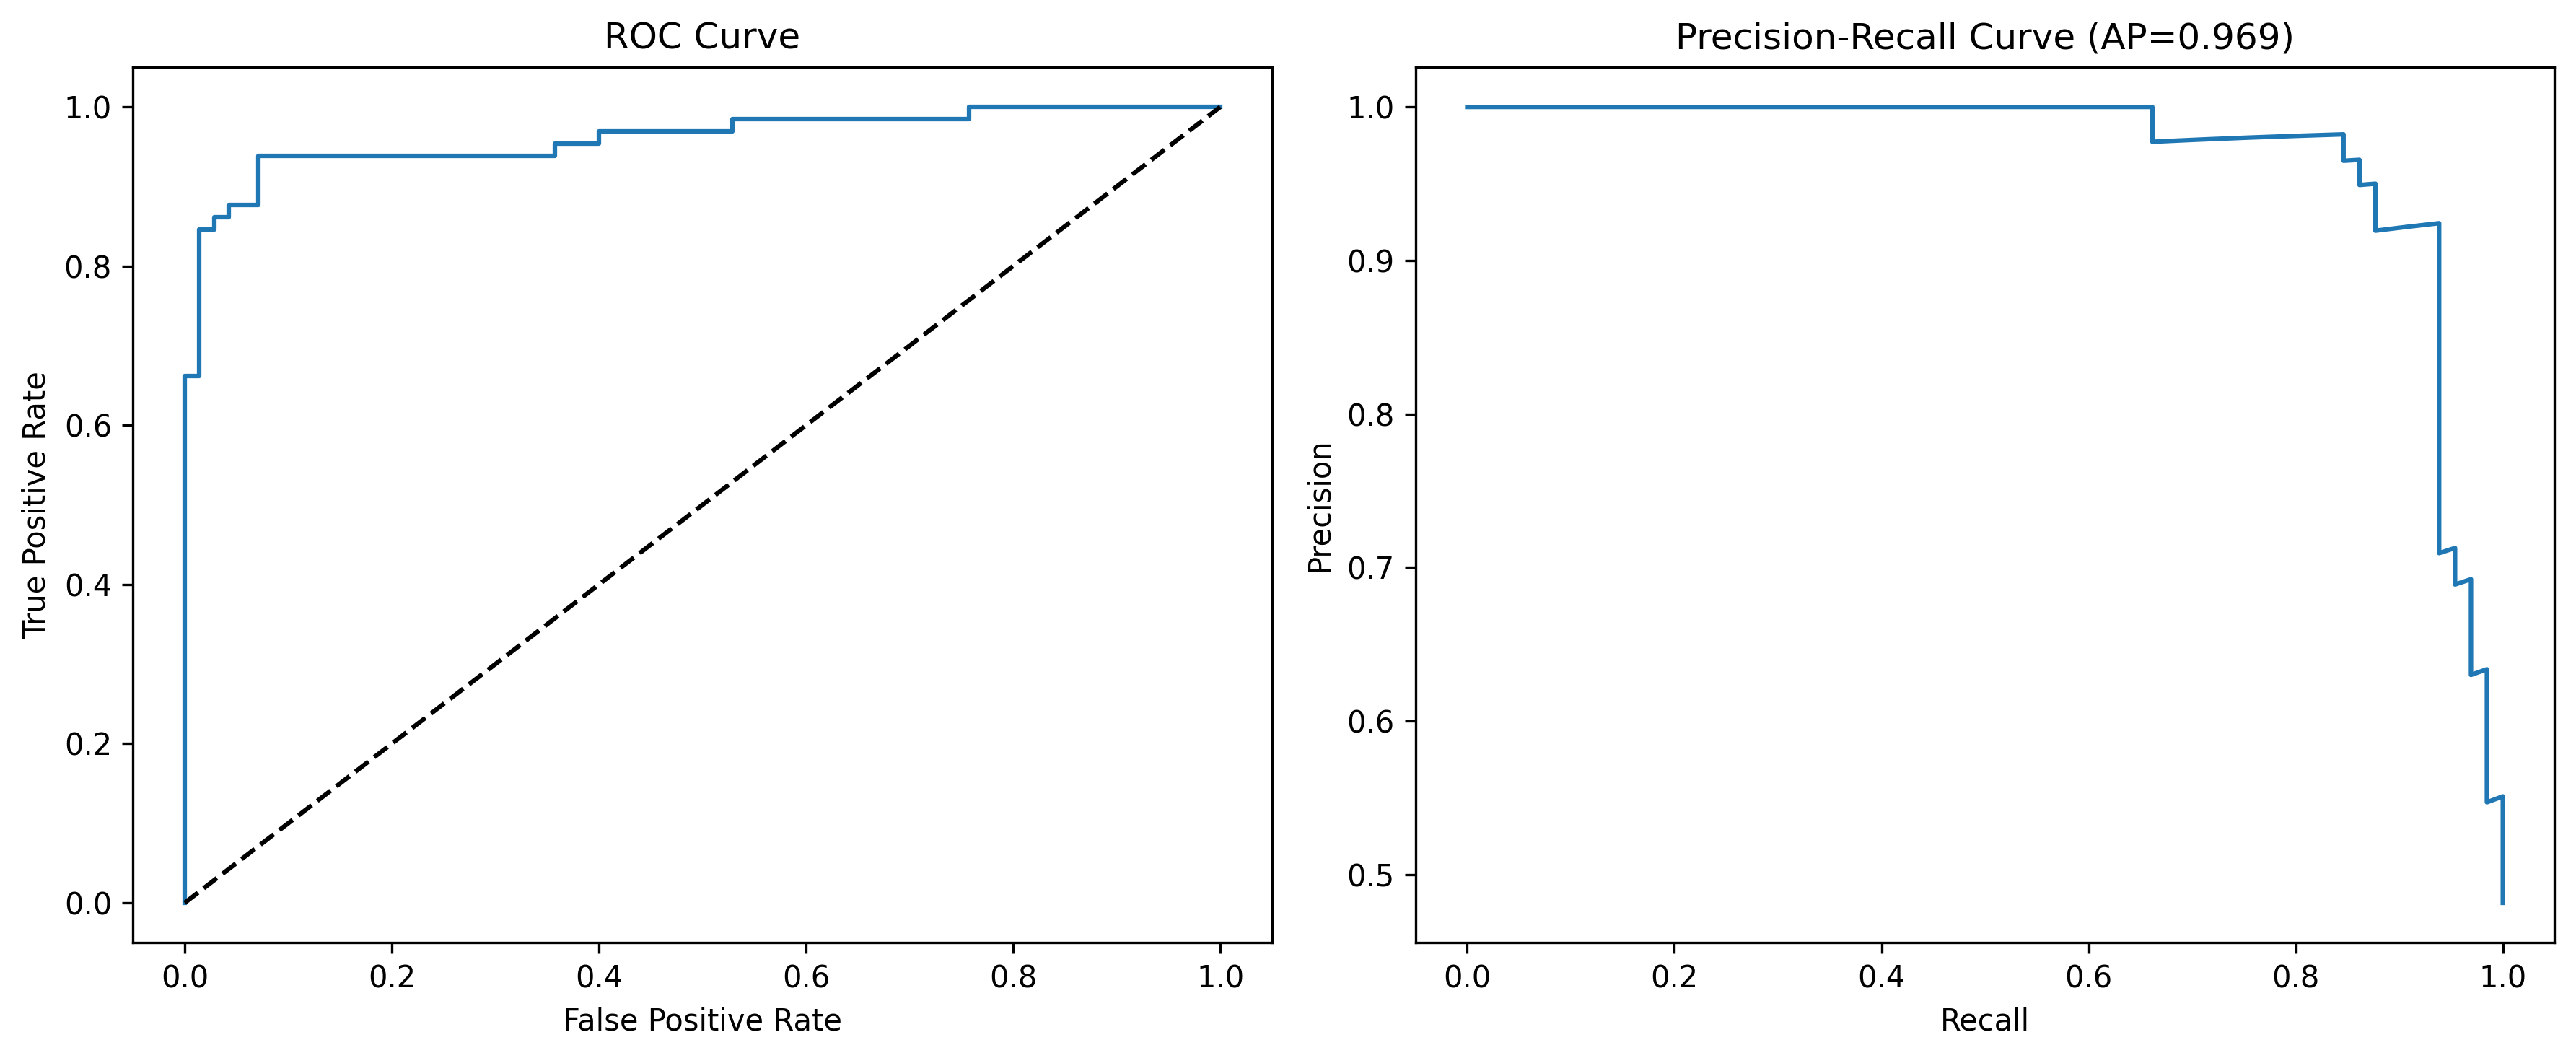 ROC Curve
True Positive Rate
1.0
0.8
0.6
0.4
0.2
0.0
0.0 0.2 0.4 0.6 0.8 1.0
False Positive Rate
Precision-Recall Curve (AP=0.969)
Precision
1.0
0.9
0.8
0.7
0.6
0.5
0.0 0.2 0.4 0.6 0.8 1.0
Recall